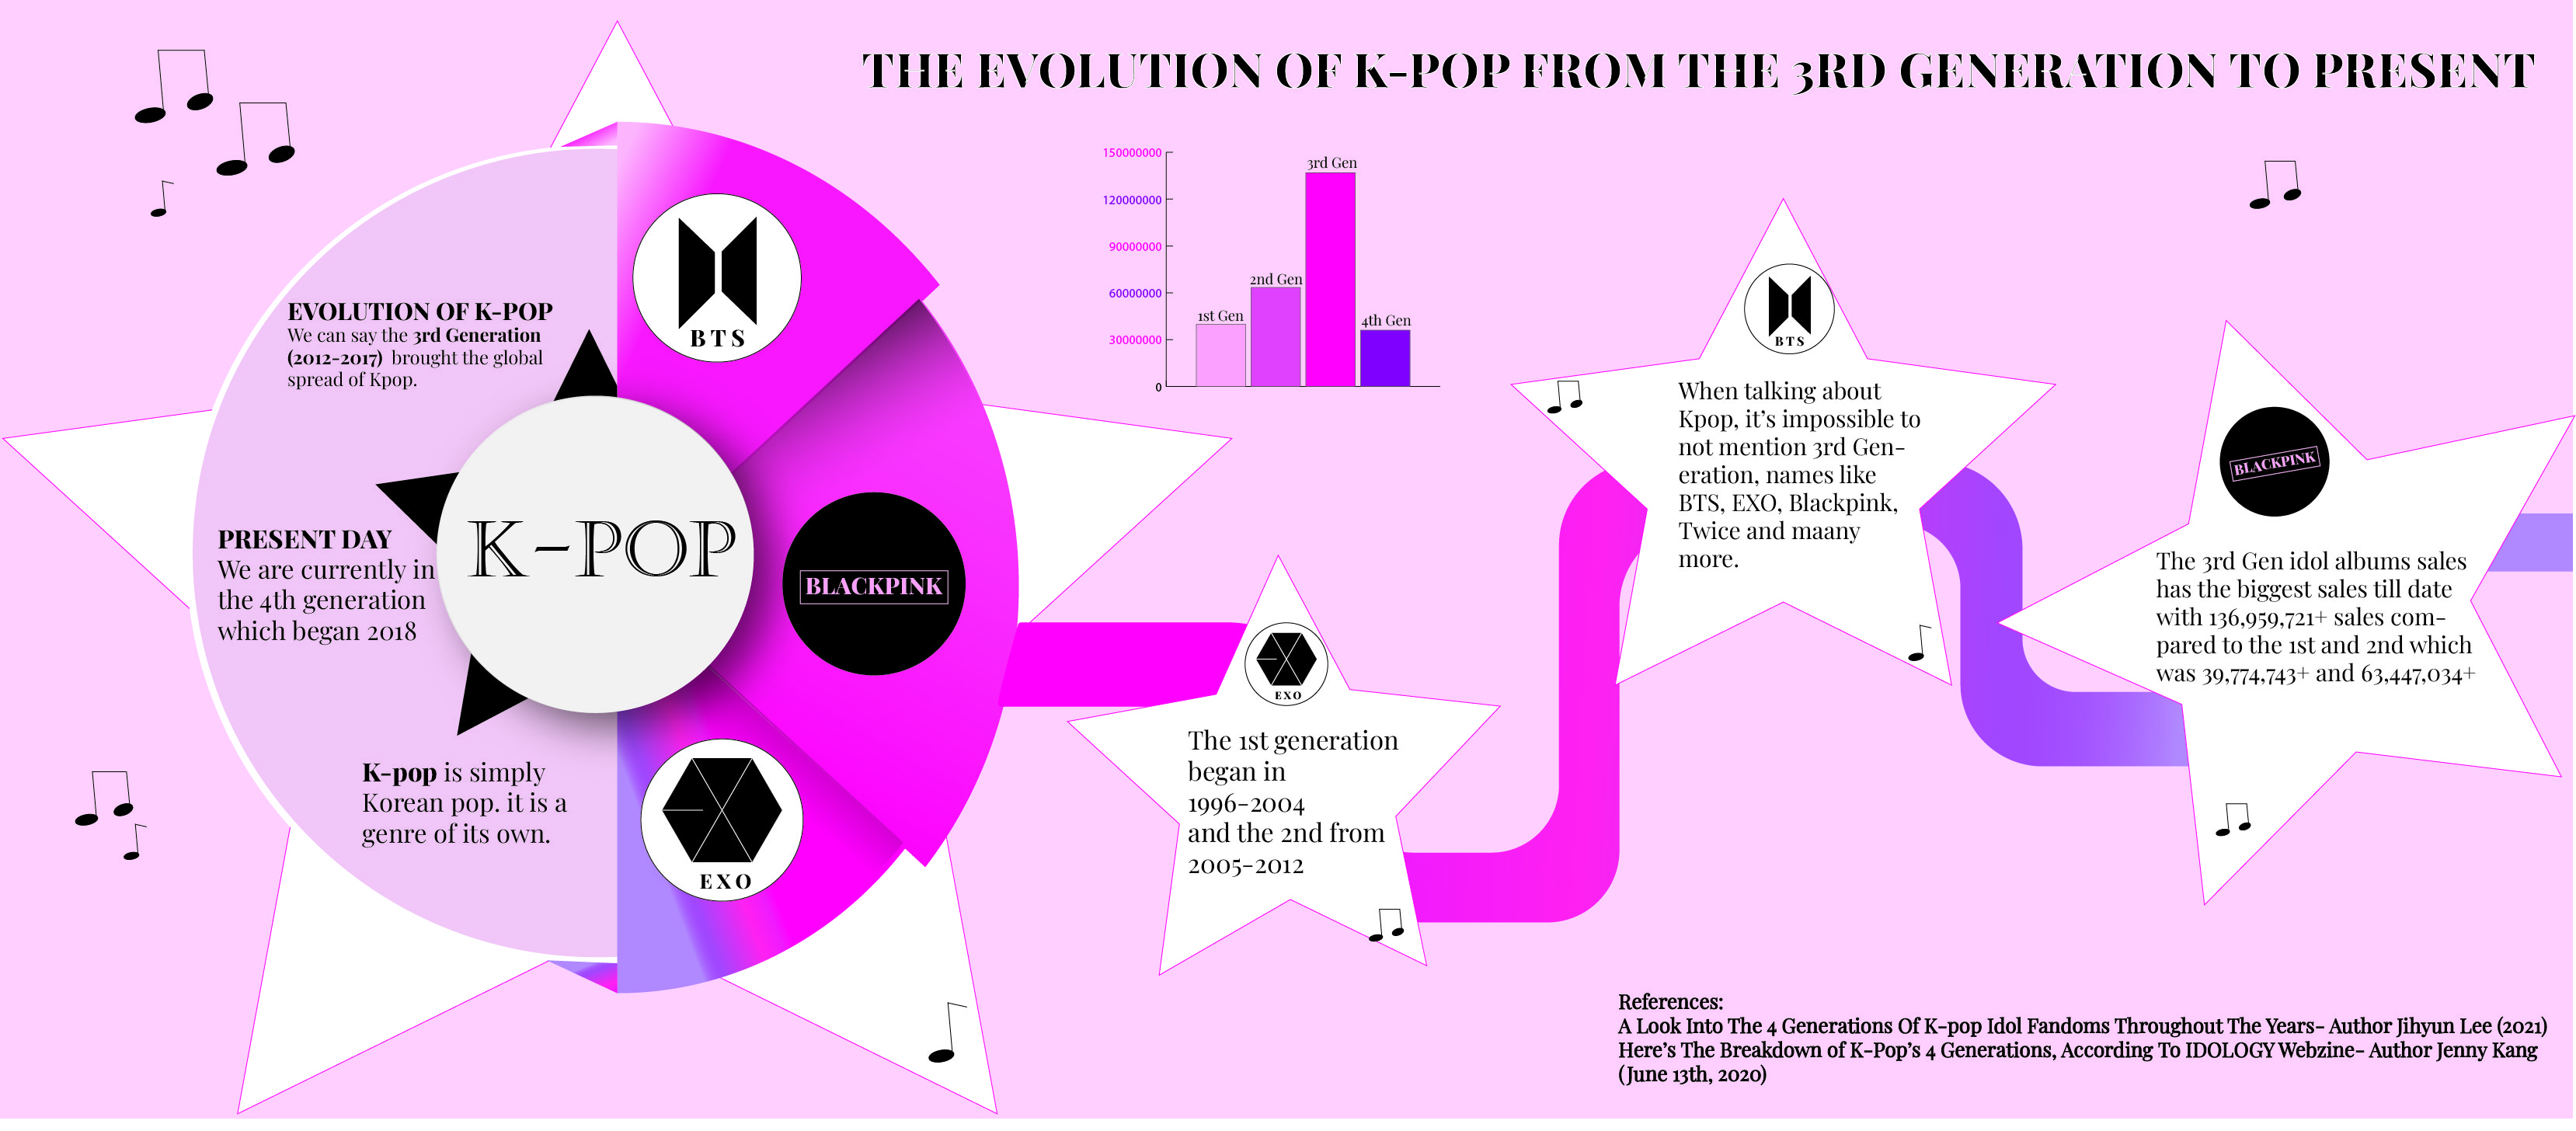 THE EVOLUTION OF K-POP FROM THE 3RD GENERATION TO PRESENT
EVOLUTION OF K-POP
We can say the 3rd Generation
(2012-2017) brought the global
spread of Kpop.
PRESENT DAY
We are currently in
the 4th generation
which began 2018
K-pop is simply
Korean pop. it is a
genre of its own.
K-POP
BTS
BLACKPINK
EXO
150000000
120000000
90000000
60000000
30000000
0
1st Gen
2nd Gen
3rd Gen
4th Gen
EXO
The 1st generation
began in
1996-2004
and the 2nd from
2005-2012
BTS
When talking about
Kpop, it’s impossible to
not mention 3rd Gen-
eration, names like
BTS, EXO, Blackpink,
Twice and maany
more.
BLACKPINK
The 3rd Gen idol albums sales
has the biggest sales till date
with 136,959,721+ sales com-
pared to the 1st and 2nd which
was 39,774,743+ and 63,447,034+
References:
A Look Into The 4 Generations Of K-pop Idol Fandoms Throughout The Years- Author Jihyun Lee (2021)
Here’s The Breakdown of K-Pop’s 4 Generations, According To IDOLOGY Webzine- Author Jenny Kang
(June 13th, 2020)